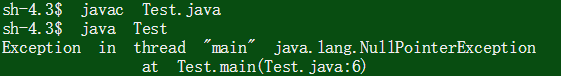 sh-4.3$ javac Test.java
sh-4.3$ java Test
Exception in thread "main" java.lang.NullPointerException
at Test.main(Test.java:6)